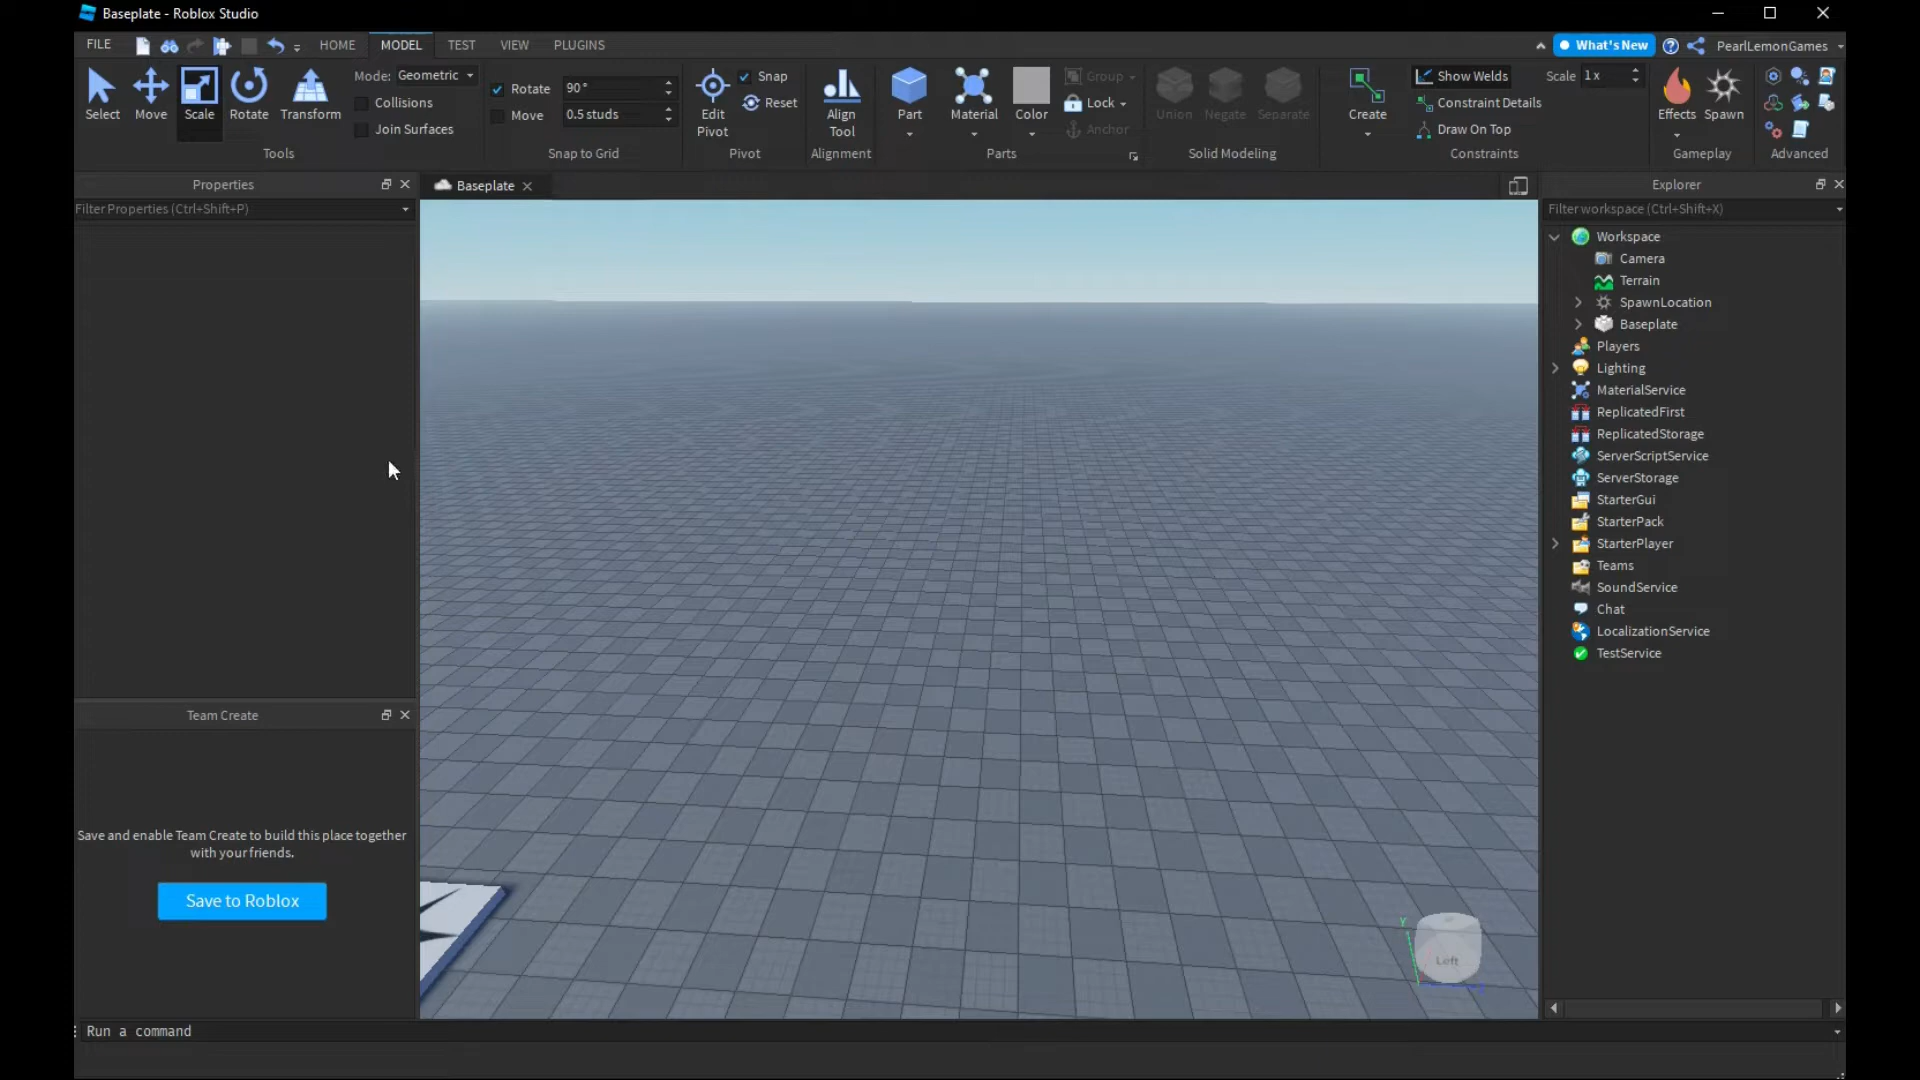 Baseplate - Roblox Studio
FILE HOME MODEL TEST VIEW PLUGINS What's New PearlLemonGames
Select Move Scale Rotate Transform
Mode: Geometric
Collisions
Join Surfaces
Tools
Rotate 90°
Move 0.5 studs
Snap to Grid
Edit Pivot
Snap
Reset
Pivot
Align Tool
Alignment
Part Material Color
Group
Lock
Anchor
Parts
Union Negate Separate
Solid Modeling
Create
Show Welds
Constraint Details
Draw On Top
Scale 1 x
Constraints
Effects Spawn
Gameplay
Advanced
Properties
Filter Properties (Ctrl+Shift+P)
Baseplate
Explorer
Filter workspace (Ctrl+Shift+X)
Workspace
Camera
Terrain
SpawnLocation
Baseplate
Players
Lighting
MaterialService
ReplicatedFirst
ReplicatedStorage
ServerScriptService
ServerStorage
StarterGui
StarterPack
StarterPlayer
Teams
SoundService
Chat
LocalizationService
TestService
Team Create
Save and enable Team Create to build this place together
with your friends.
Save to Roblox
Y
Left
Run a command